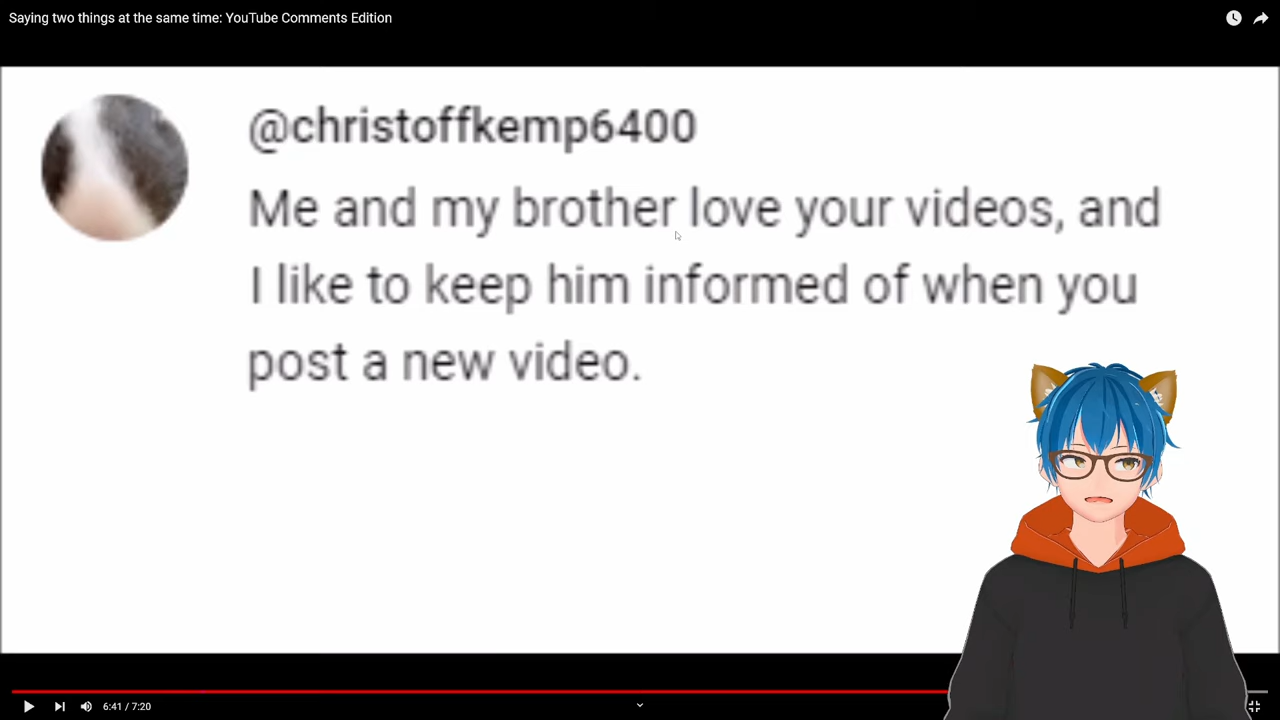 Saying two things at the same time: YouTube Comments Edition
@christoffkemp6400
Me and my brother love your videos, and
I like to keep him informed of when you
post a new video.
6:41 / 7:20